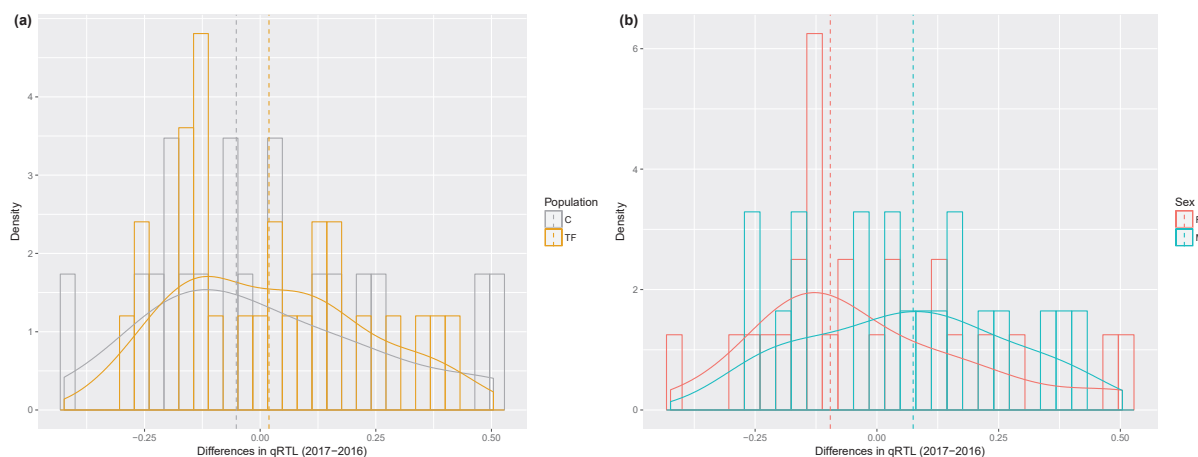 (a)
5
4
3
2
1
0
Density
−0.25
0.00
0.25
0.50
Differences in qRTL (2017−2016)
Population
C
TF
(b)
6
4
2
0
Density
−0.25
0.00
0.25
0.50
Differences in qRTL (2017−2016)
Sex